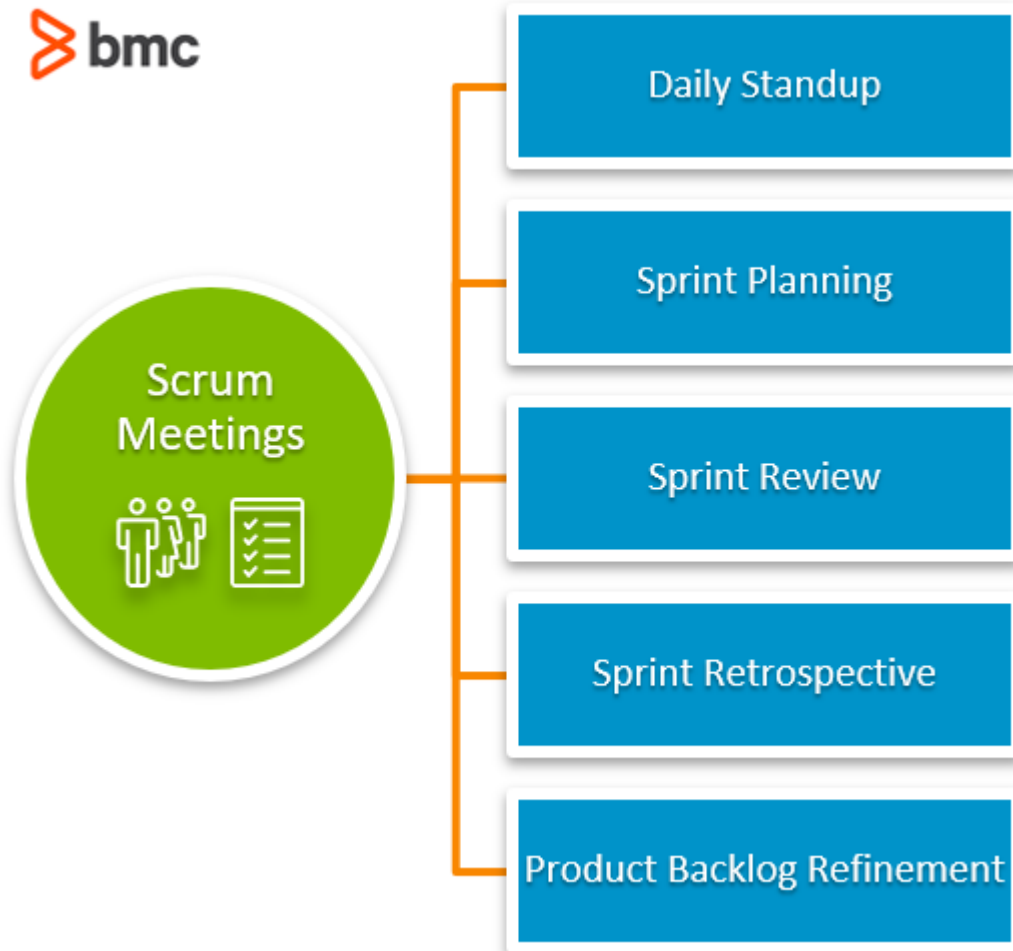 bmc
Daily Standup
Sprint Planning
Scrum
Meetings
Sprint Review
Sprint Retrospective
Product Backlog Refinement